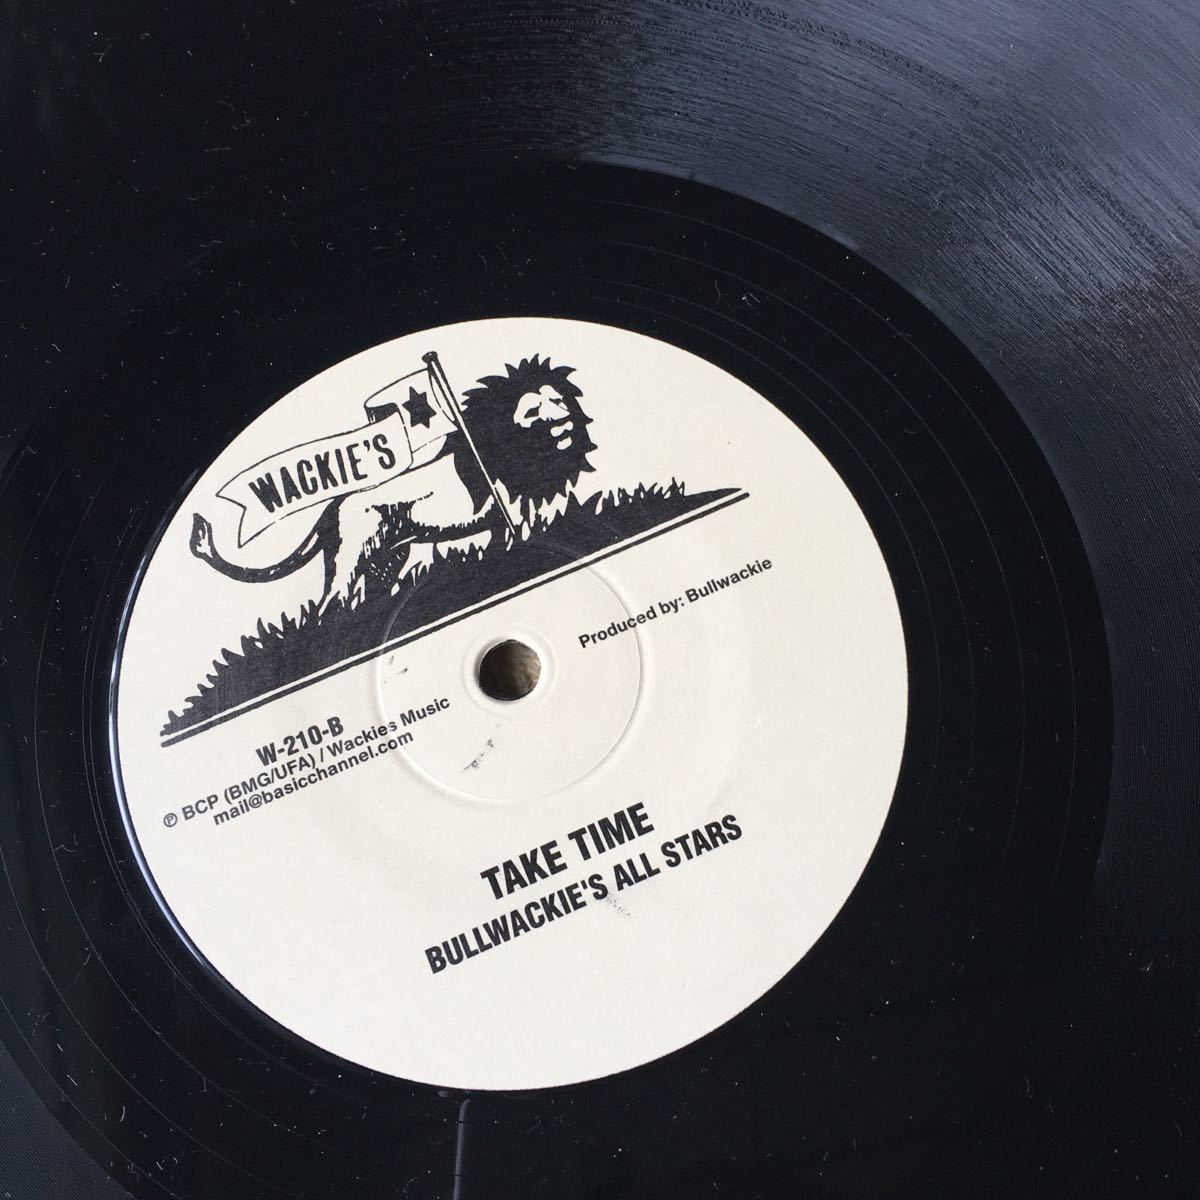 WACKIE'S
Produced by: Bullwackie
W-210-B
℗ BCP (BMG/UFA) / Wackies Music
mail@basicchannel.com
TAKE TIME
BULLWACKIE'S ALL STARS